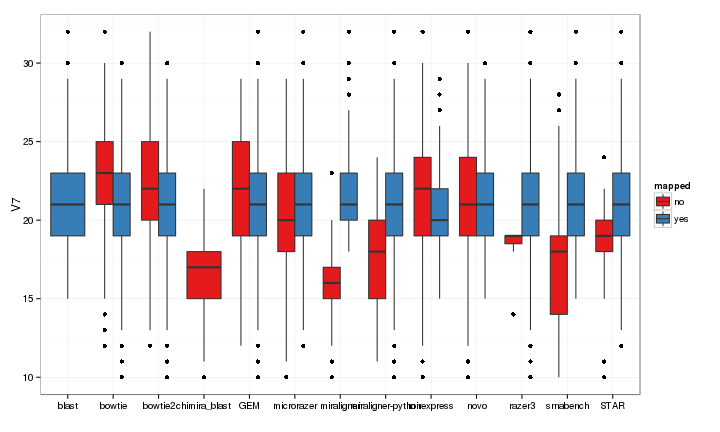 V7
30
25
20
15
10
blast bowtie bowtie2 chimira_blast GEM microrazer miraligner miraligner-python mirexpress novo razer3 srnabench STAR
mapped
no
yes